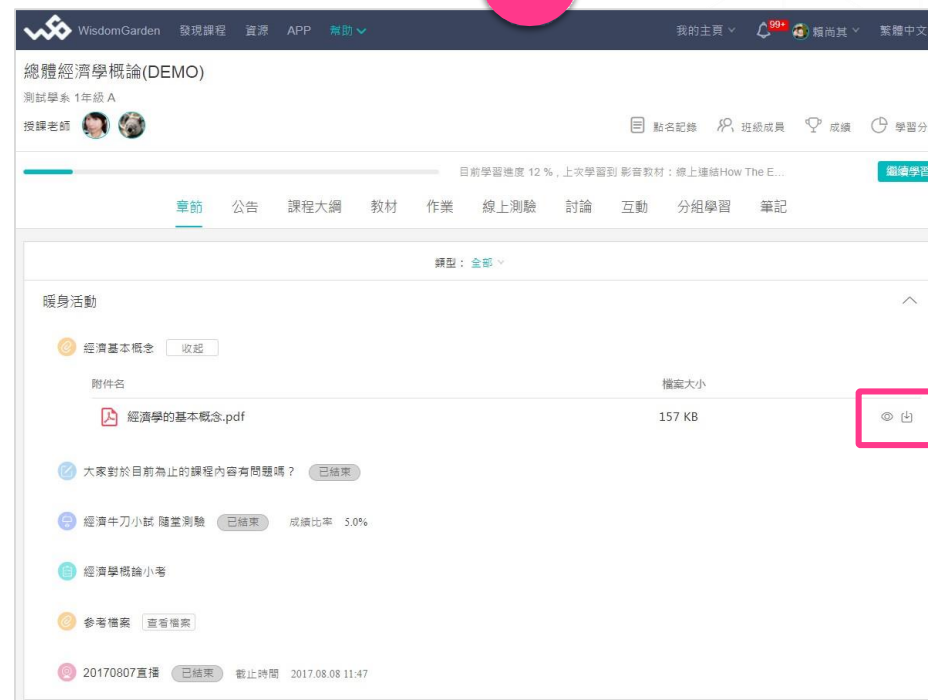 WisdomGarden 發現課程 資源 APP 幫助 我的主頁 99+ 賴尚其 繁體中文
總體經濟學概論(DEMO)
測試學系 1年級 A
授課老師 點名記錄 班級成員 成績 學習分
目前學習進度 12 % , 上次學習到 影音教材：線上連結How The E... 繼續學習
章節 公告 課程大綱 教材 作業 線上測驗 討論 互動 分組學習 筆記
類型： 全部
暖身活動
經濟基本概念 收起
附件名 檔案大小
經濟學的基本概念.pdf 157 KB
大家對於目前為止的課程內容有問題嗎？ 已結束
經濟牛刀小試 隨堂測驗 已結束 成績比率 5.0%
經濟學概論小考
參考檔案 查看檔案
20170807直播 已結束 截止時間 2017.08.08 11:47